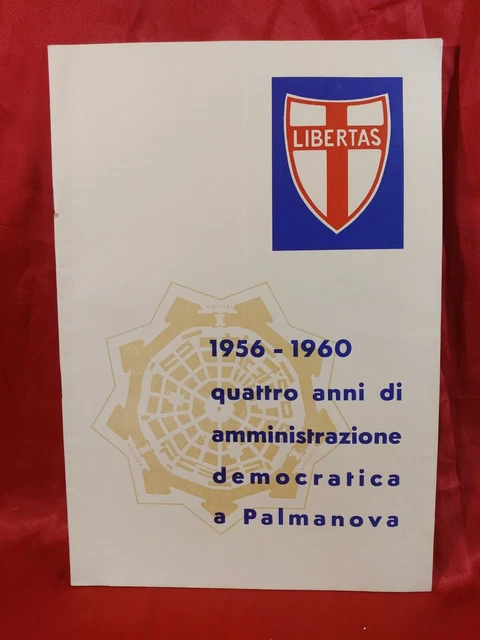 LIBERTAS
1956 - 1960
quattro anni di
amministrazione
democratica
a Palmanova